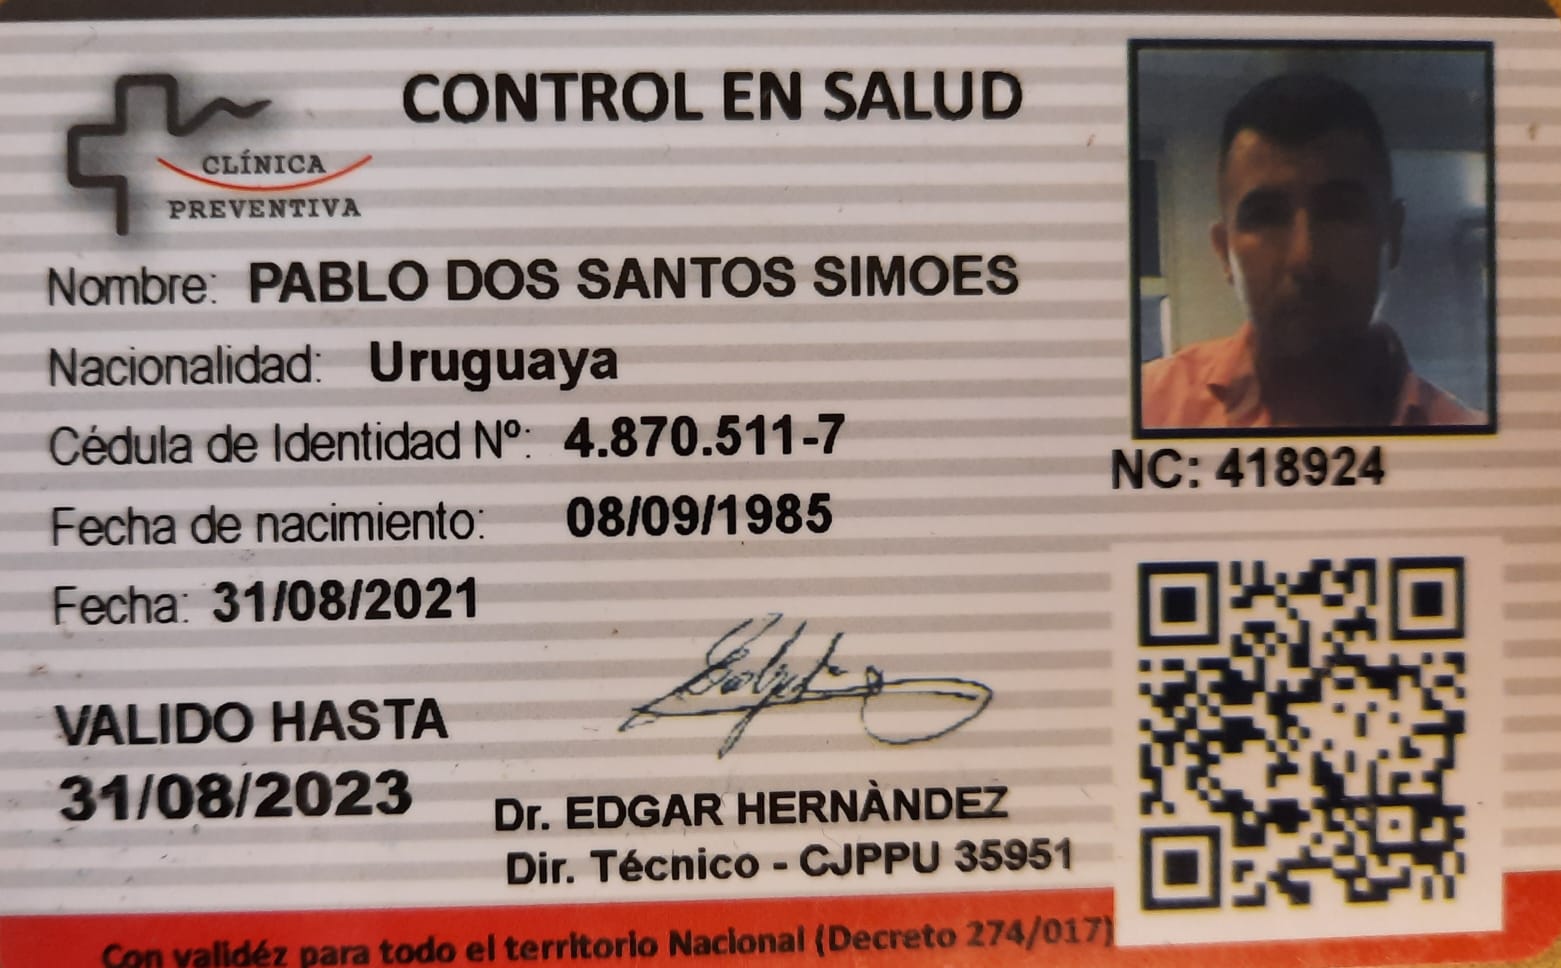 CONTROL EN SALUD
CLÍNICA
PREVENTIVA
Nombre: PABLO DOS SANTOS SIMOES
Nacionalidad: Uruguaya
Cédula de Identidad Nº: 4.870.511-7
NC: 418924
Fecha de nacimiento: 08/09/1985
Fecha: 31/08/2021
VALIDO HASTA
31/08/2023
Dr. EDGAR HERNÀNDEZ
Dir. Técnico - CJPPU 35951
Con validéz para todo el territorio Nacional (Decreto 274/017)